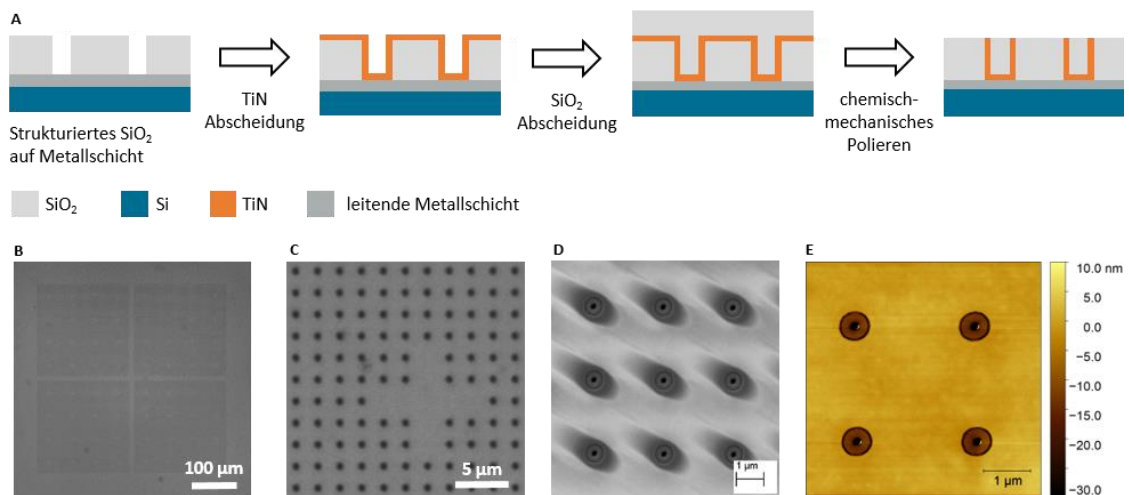 A
TiN
Abscheidung
SiO₂
Abscheidung
chemisch-
mechanisches
Polieren
Strukturiertes SiO₂
auf Metallschicht
SiO₂
Si
TiN
leitende Metallschicht
B
C
D
E
100 µm
5 µm
1 µm
1 µm
10.0 nm
5.0
0.0
−5.0
−10.0
−15.0
−20.0
−30.0